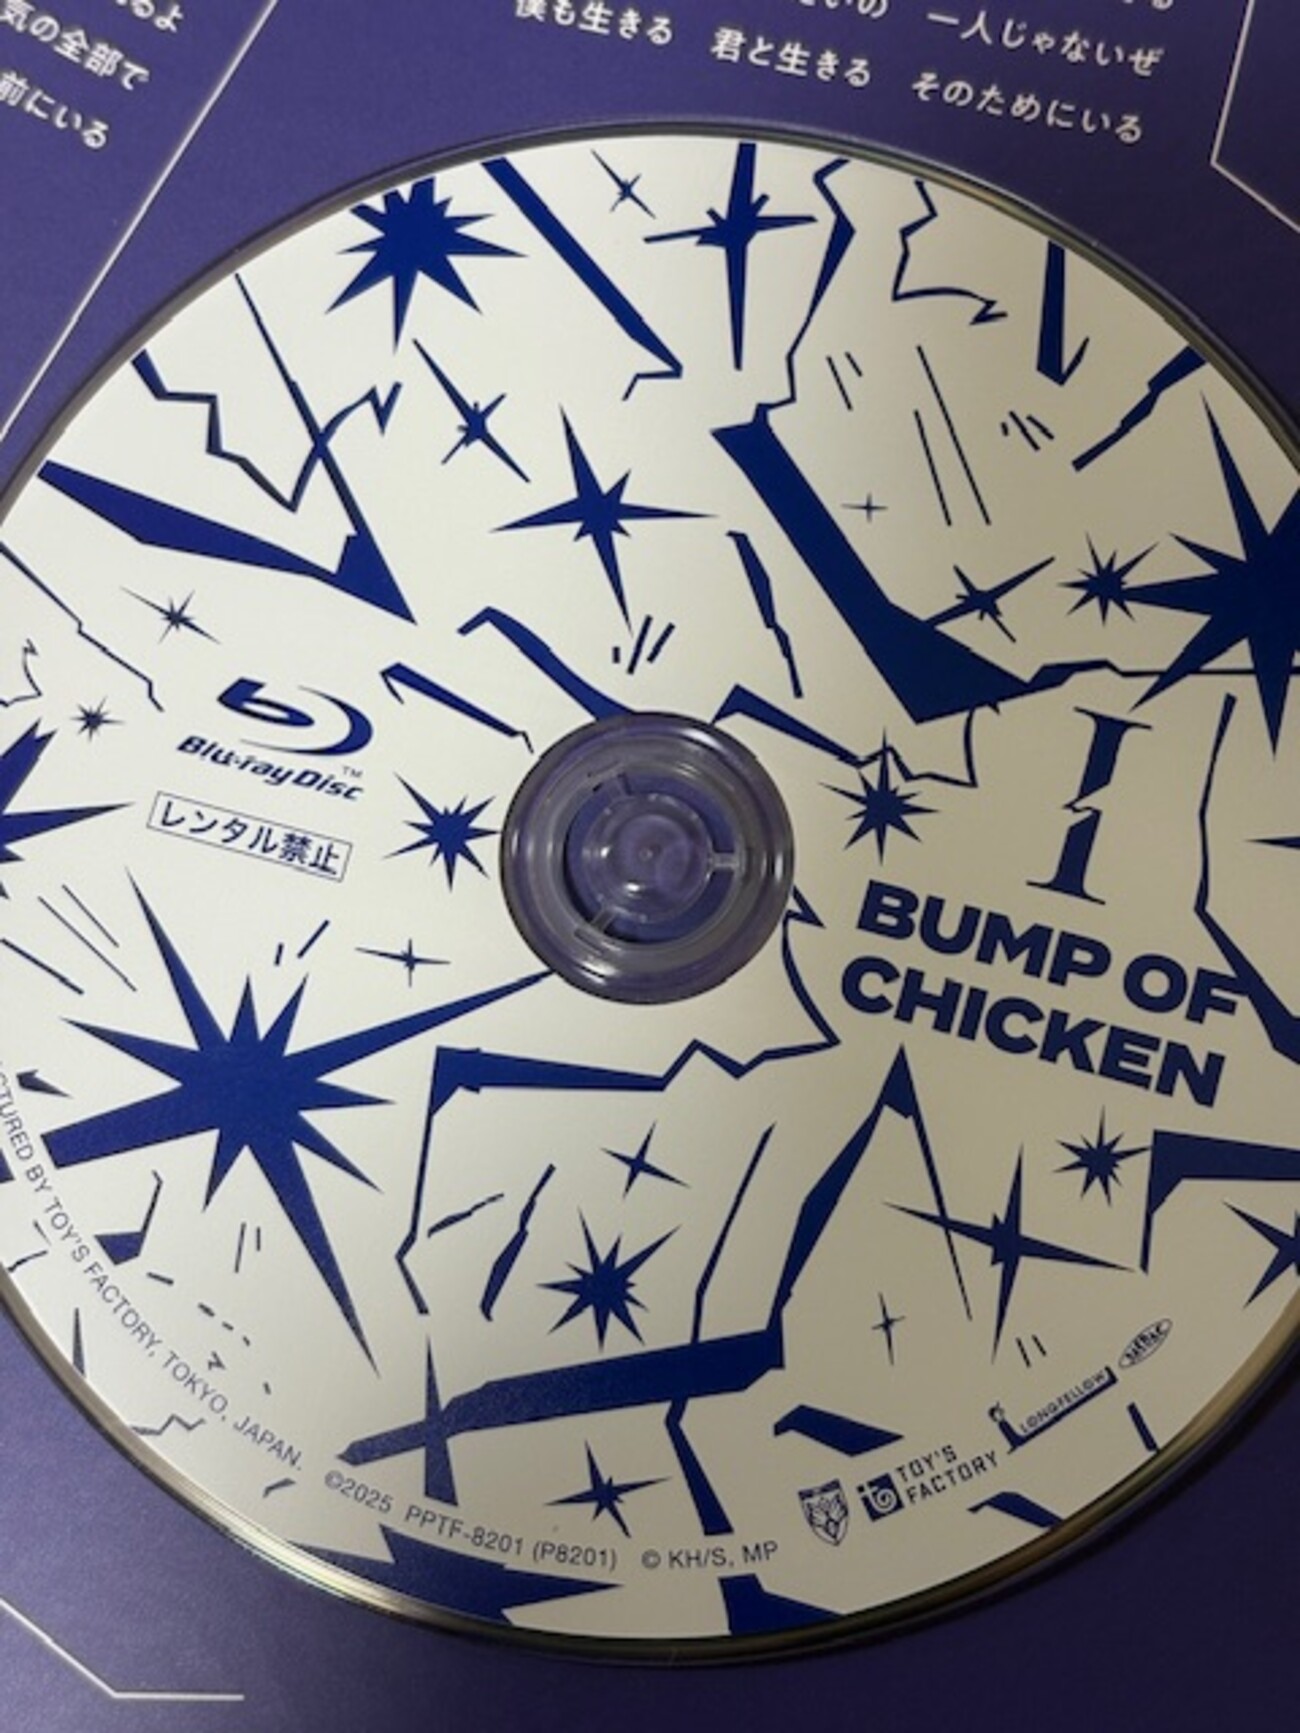 気の全部で
前にいる
一人じゃないぜ
僕も生きる 君と生きる そのためにいる
Blu-ray Disc
TM
レンタル禁止
I
BUMP OF
CHICKEN
BY TOY'S FACTORY, TOKYO, JAPAN.
©2025 PPTF-8201 (P8201) © KH/S, MP
TOY'S
FACTORY
LONGFELLOW